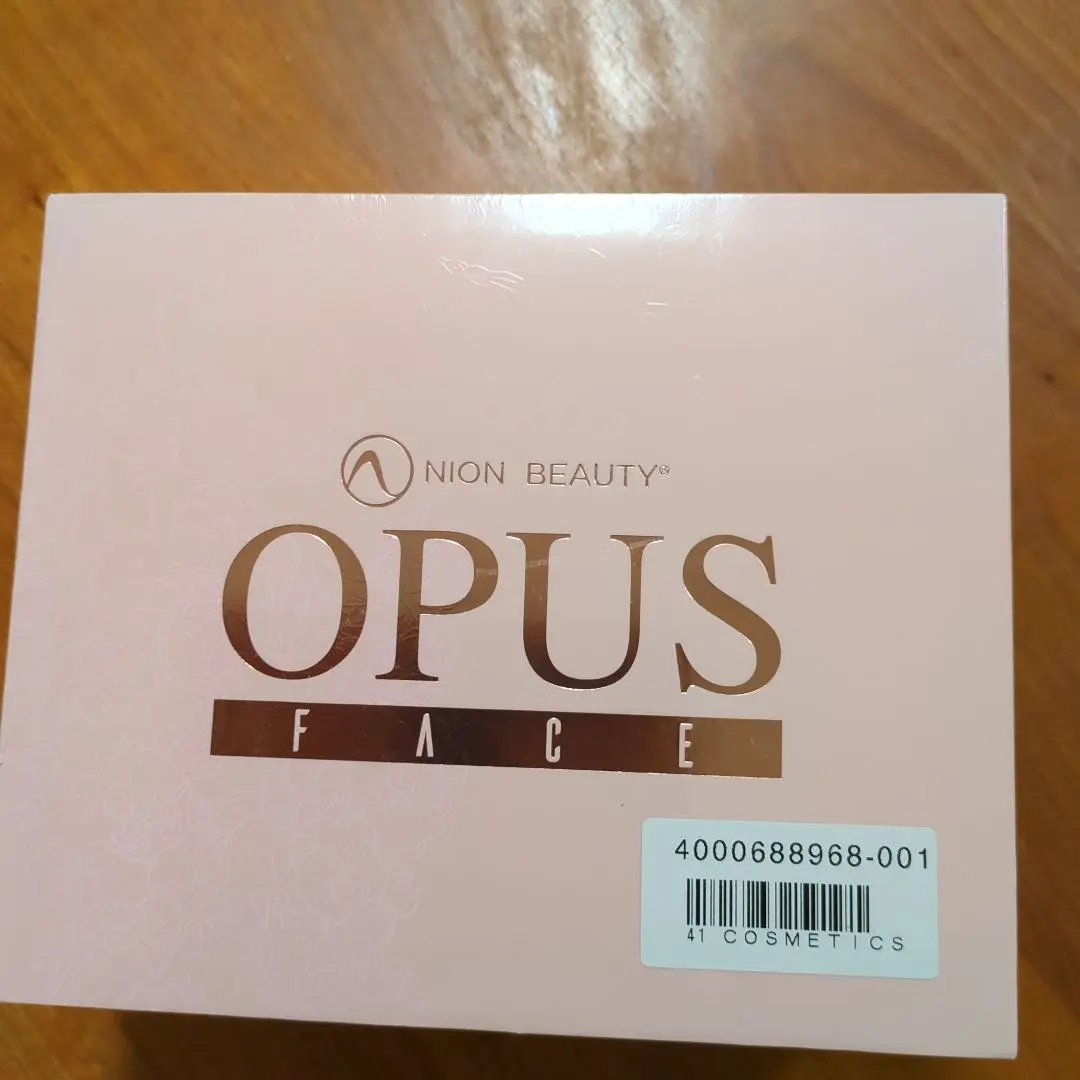 NION BEAUTY®
OPUS
FACE
4000688968-001
41 COSMETICS